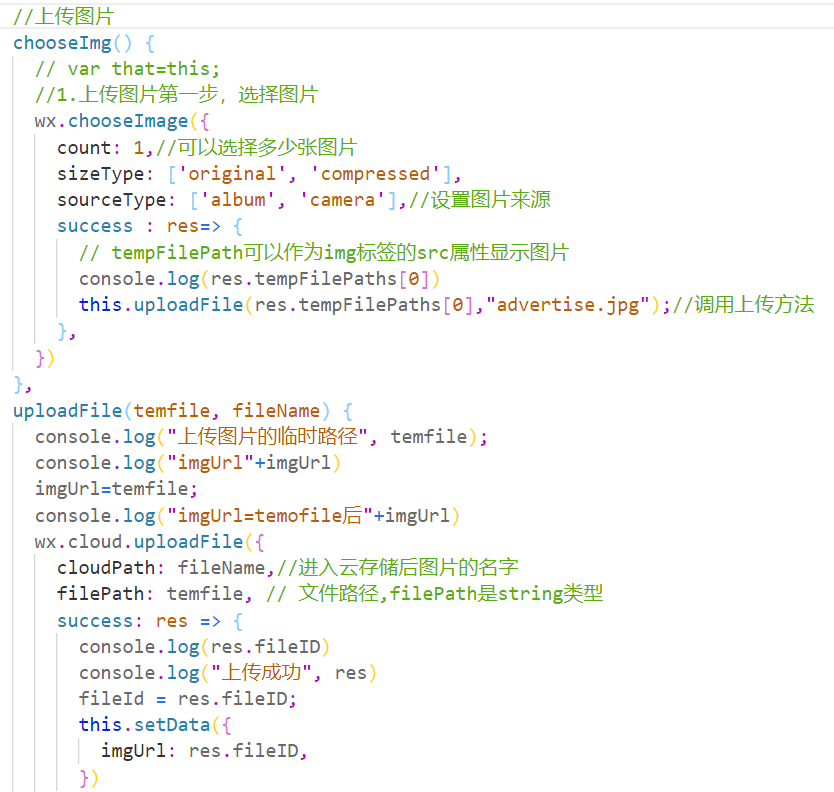 //上传图片
chooseImg() {
// var that=this;
//1.上传图片第一步，选择图片
wx.chooseImage({
count: 1,//可以选择多少张图片
sizeType: ['original', 'compressed'],
sourceType: ['album', 'camera'],//设置图片来源
success : res=> {
// tempFilePath可以作为img标签的src属性显示图片
console.log(res.tempFilePaths[0])
this.uploadFile(res.tempFilePaths[0],"advertise.jpg");//调用上传方法
},
})
},
uploadFile(temfile, fileName) {
console.log("上传图片的临时路径", temfile);
console.log("imgUrl"+imgUrl)
imgUrl=temfile;
console.log("imgUrl=temofile后"+imgUrl)
wx.cloud.uploadFile({
cloudPath: fileName,//进入云存储后图片的名字
filePath: temfile, // 文件路径,filePath是string类型
success: res => {
console.log(res.fileID)
console.log("上传成功", res)
fileId = res.fileID;
this.setData({
imgUrl: res.fileID,
})